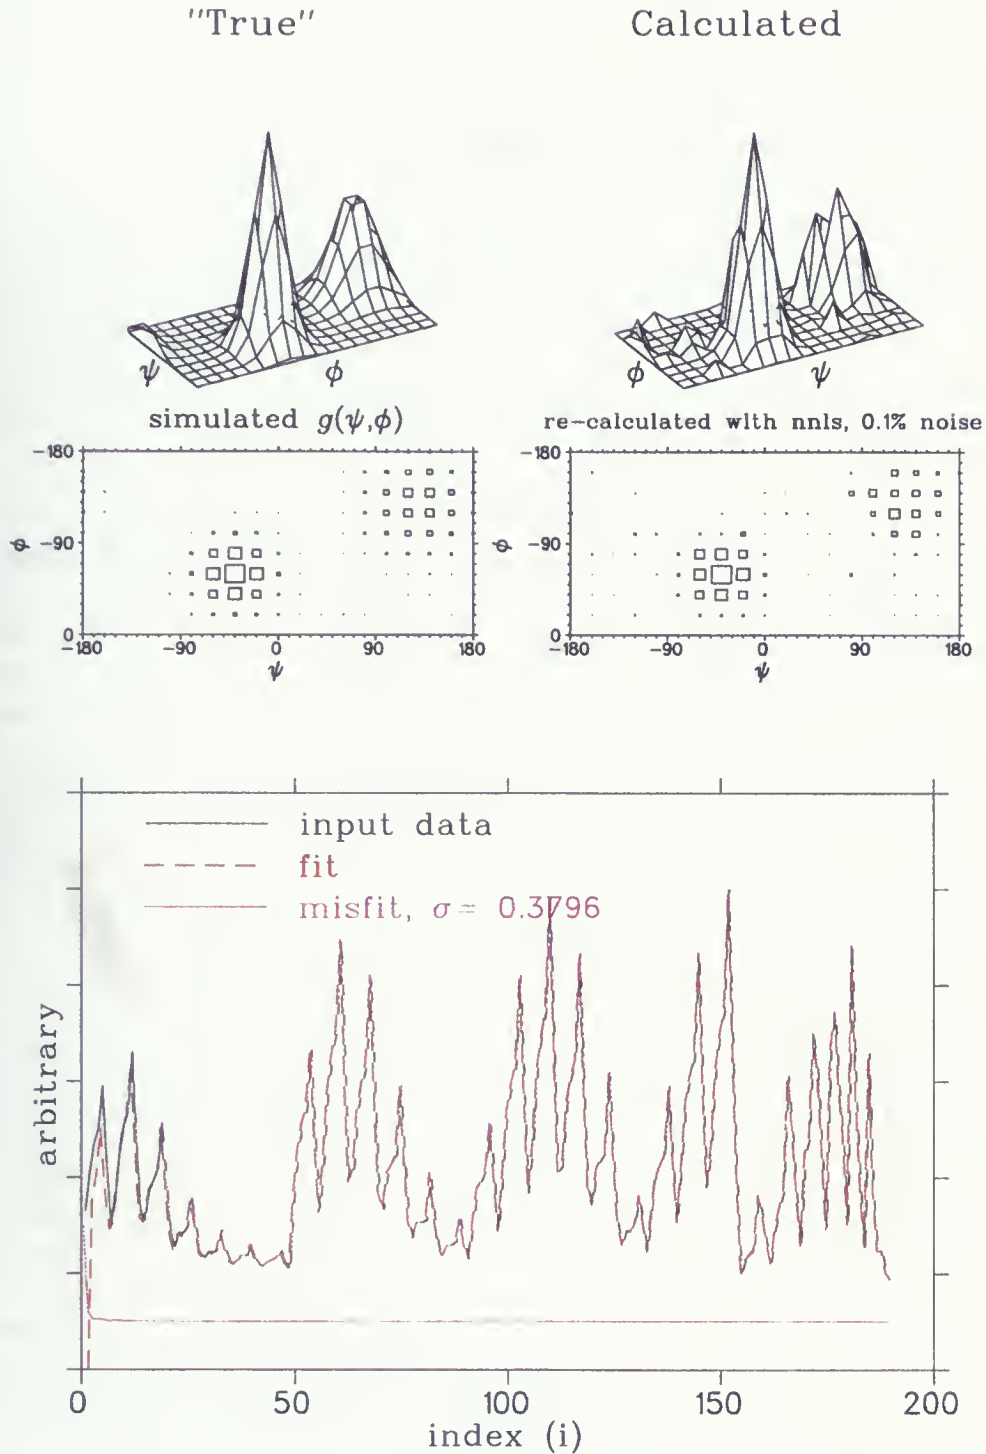 "True"
Calculated
ψ
ϕ
ϕ
ψ
simulated g(ψ,ϕ)
re-calculated with nnls, 0.1% noise
-180
-90
0
ϕ
-180
-90
0
90
180
ψ
-180
-90
0
ϕ
-180
-90
0
90
180
ψ
input data
fit
misfit, σ= 0.3796
arbitrary
0
50
100
150
200
index (i)